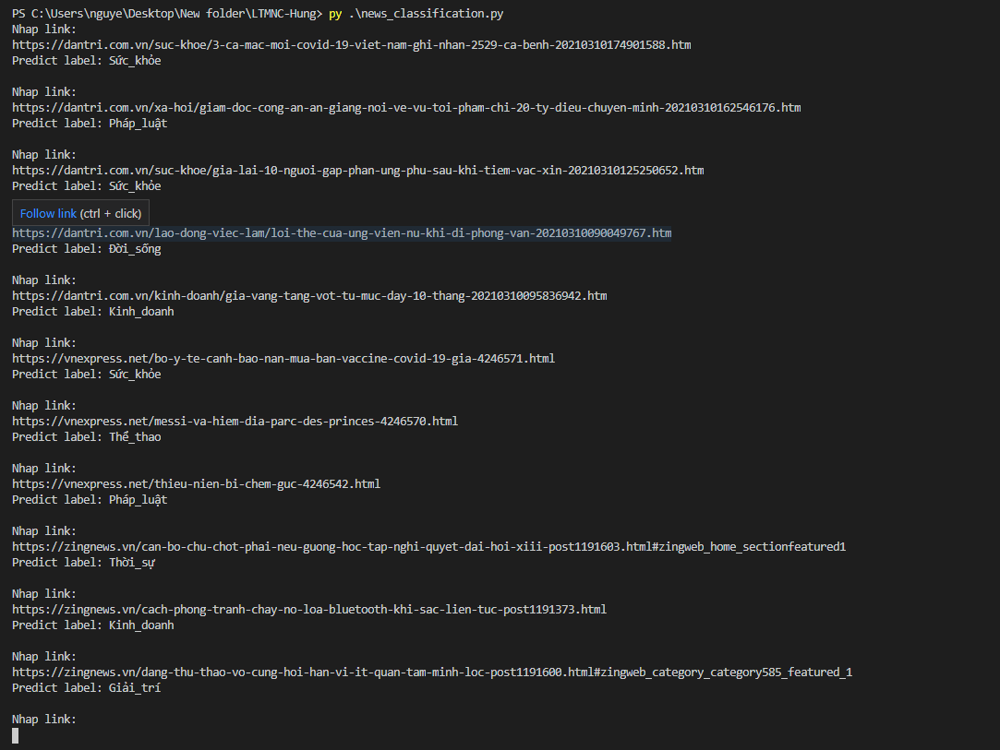 PS C:\Users\nguye\Desktop\New folder\LTMNC-Hung> py .\news_classification.py
Nhap link:
https://dantri.com.vn/suc-khoe/3-ca-mac-moi-covid-19-viet-nam-ghi-nhan-2529-ca-benh-20210310174901588.htm
Predict label: Sức_khỏe
Nhap link:
https://dantri.com.vn/xa-hoi/giam-doc-cong-an-an-giang-noi-ve-vu-toi-pham-chi-20-ty-dieu-chuyen-minh-20210310162546176.htm
Predict label: Pháp_luật
Nhap link:
https://dantri.com.vn/suc-khoe/gia-lai-10-nguoi-gap-phan-ung-phu-sau-khi-tiem-vac-xin-20210310125250652.htm
Predict label: Sức_khỏe
Follow link (ctrl + click)
https://dantri.com.vn/lao-dong-viec-lam/loi-the-cua-ung-vien-nu-khi-di-phong-van-20210310090049767.htm
Predict label: Đời_sống
Nhap link:
https://dantri.com.vn/kinh-doanh/gia-vang-tang-vot-tu-muc-day-10-thang-20210310095836942.htm
Predict label: Kinh_doanh
Nhap link:
https://vnexpress.net/bo-y-te-canh-bao-nan-mua-ban-vaccine-covid-19-gia-4246571.html
Predict label: Sức_khỏe
Nhap link:
https://vnexpress.net/messi-va-hiem-dia-parc-des-princes-4246570.html
Predict label: Thể_thao
Nhap link:
https://vnexpress.net/thieu-nien-bi-chem-guc-4246542.html
Predict label: Pháp_luật
Nhap link:
https://zingnews.vn/can-bo-chu-chot-phai-neu-guong-hoc-tap-nghi-quyet-dai-hoi-xiii-post1191603.html#zingweb_home_sectionfeatured1
Predict label: Thời_sự
Nhap link:
https://zingnews.vn/cach-phong-tranh-chay-no-loa-bluetooth-khi-sac-lien-tuc-post1191373.html
Predict label: Kinh_doanh
Nhap link:
https://zingnews.vn/dang-thu-thao-vo-cung-hoi-han-vi-it-quan-tam-minh-loc-post1191600.html#zingweb_category_category585_featured_1
Predict label: Giải_trí
Nhap link: